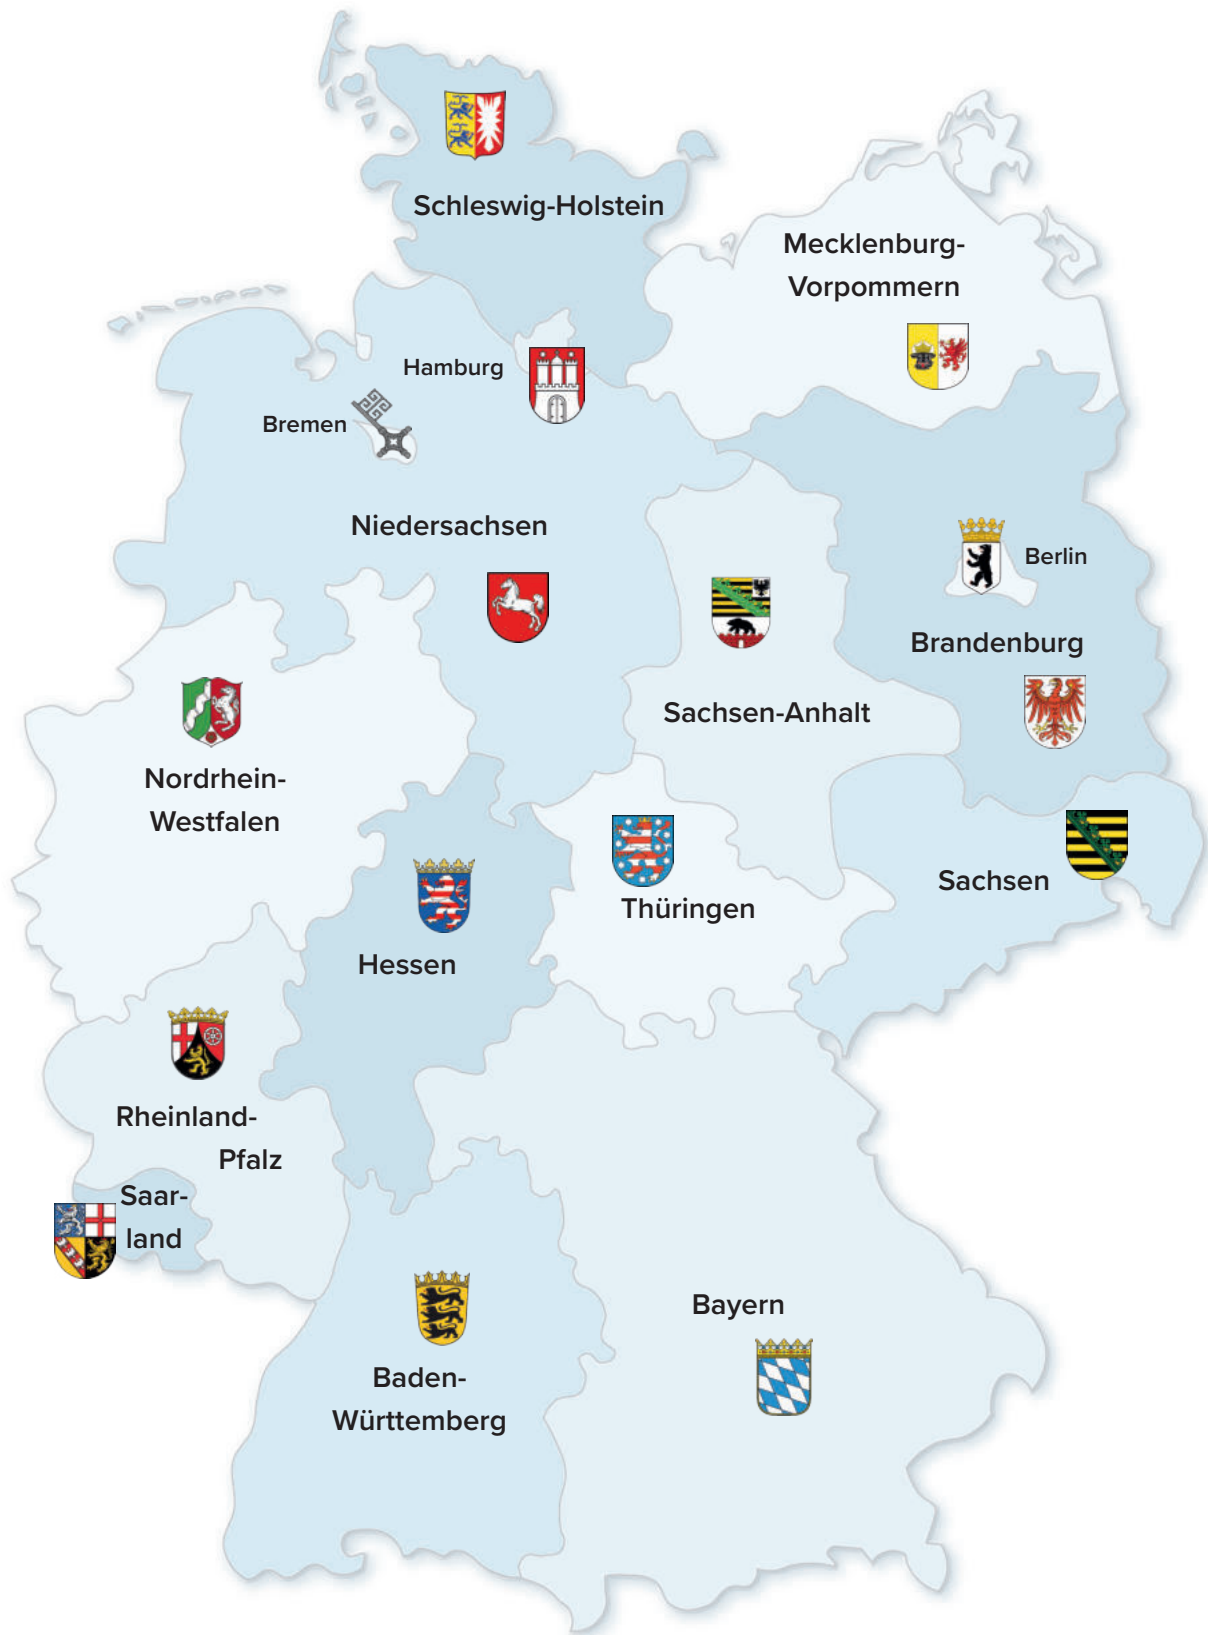 Schleswig-Holstein
Mecklenburg-
Vorpommern
Hamburg
Bremen
Niedersachsen
Berlin
Brandenburg
Sachsen-Anhalt
Nordrhein-
Westfalen
Sachsen
Thüringen
Hessen
Rheinland-
Pfalz
Saar-
land
Bayern
Baden-
Württemberg